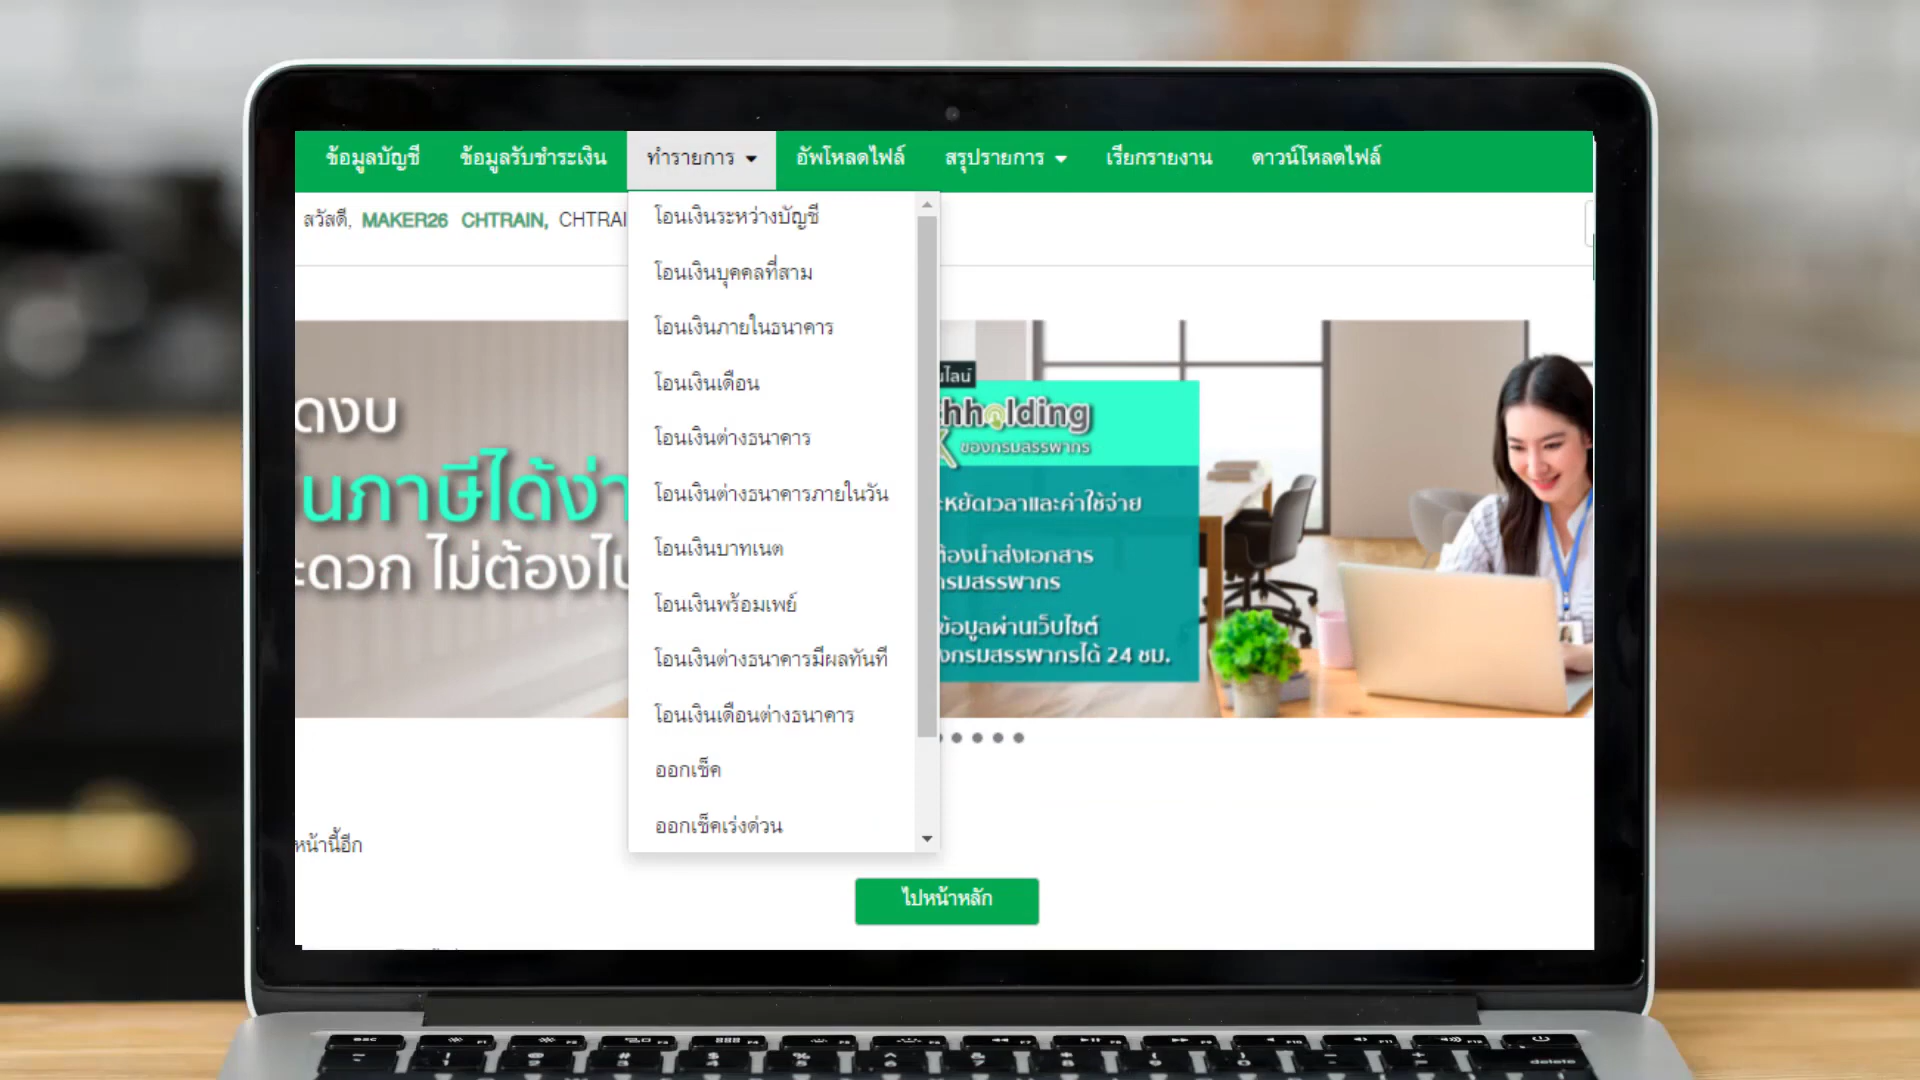 ข้อมูลบัญชี ข้อมูลรับชำระเงิน ทำรายการ อัพโหลดไฟล์ สรุปรายการ เรียกรายงาน ดาวน์โหลดไฟล์
สวัสดี, MAKER26 CHTRAIN, CHTRAI
โอนเงินระหว่างบัญชี
โอนเงินบุคคลที่สาม
โอนเงินภายในธนาคาร
โอนเงินเดือน
โอนเงินต่างธนาคาร
โอนเงินต่างธนาคารภายในวัน
โอนเงินบาทเนต
โอนเงินพร้อมเพย์
โอนเงินต่างธนาคารมีผลทันที
โอนเงินเดือนต่างธนาคาร
ออกเช็ค
ออกเช็คเร่งด่วน
ดงบ
นภาษีได้ง่า
ะดวก ไม่ต้องไป
ไลน์
hholding
ของกรมสรรพากร
ะหยัดเวลาและค่าใช้จ่าย
ต้องนำส่งเอกสาร
กรมสรรพากร
ข้อมูลผ่านเว็บไซต์
งกรมสรรพากรได้ 24 ชม.
หน้านี้อีก
ไปหน้าหลัก
esc
delete